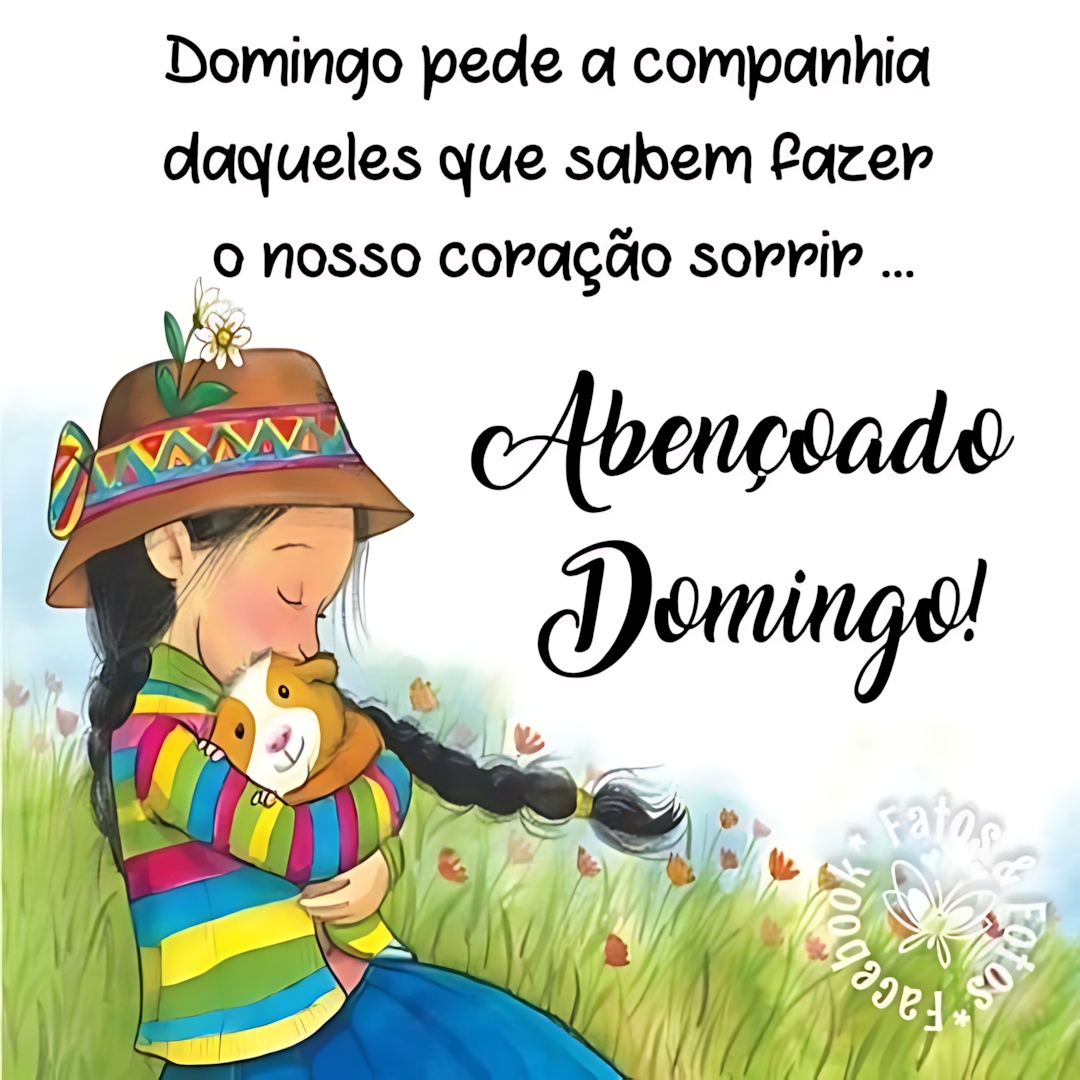 Domingo pede a companhia
daqueles que sabem fazer
o nosso coração sorrir ...
Abençoado
Domingo!
Fatos & Fotos *Facebook*